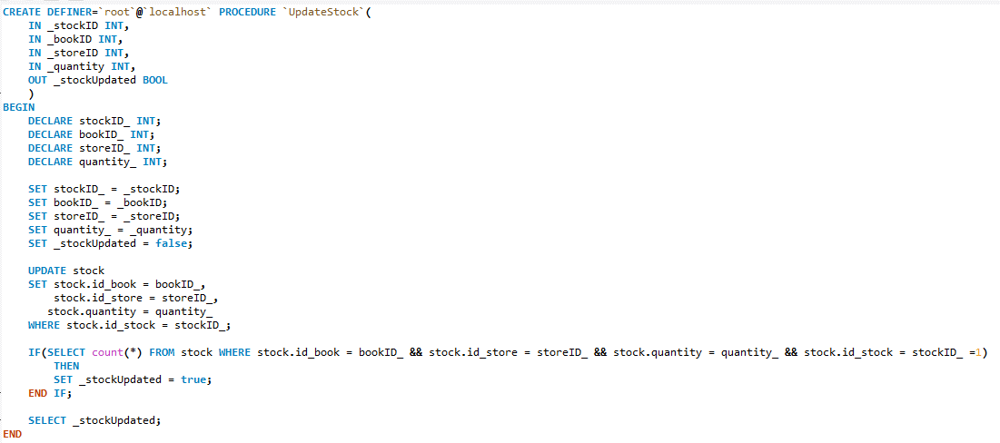 CREATE DEFINER=`root`@`localhost` PROCEDURE `UpdateStock`(
    IN _stockID INT,
    IN _bookID INT,
    IN _storeID INT,
    IN _quantity INT,
    OUT _stockUpdated BOOL
    )
BEGIN
    DECLARE stockID_ INT;
    DECLARE bookID_ INT;
    DECLARE storeID_ INT;
    DECLARE quantity_ INT;

    SET stockID_ = _stockID;
    SET bookID_ = _bookID;
    SET storeID_ = _storeID;
    SET quantity_ = _quantity;
    SET _stockUpdated = false;

    UPDATE stock
    SET stock.id_book = bookID_,
        stock.id_store = storeID_,
       stock.quantity = quantity_
    WHERE stock.id_stock = stockID_;

    IF(SELECT count(*) FROM stock WHERE stock.id_book = bookID_ && stock.id_store = storeID_ && stock.quantity = quantity_ && stock.id_stock = stockID_ =1)
        THEN
        SET _stockUpdated = true;
    END IF;

    SELECT _stockUpdated;
END